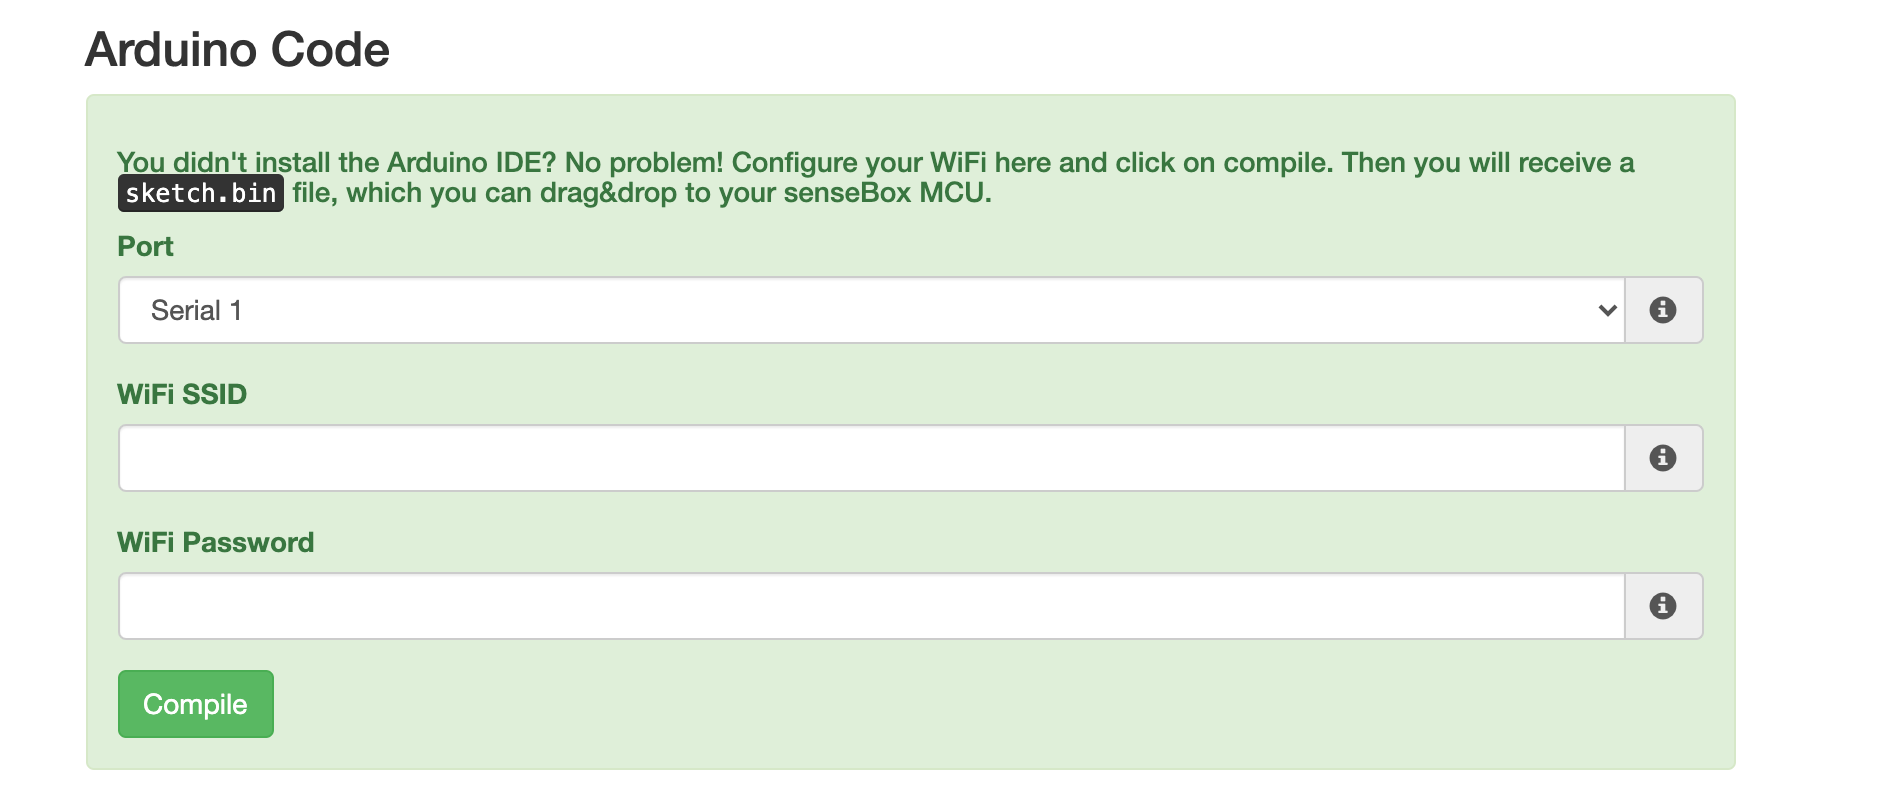 Arduino Code
You didn't install the Arduino IDE? No problem! Configure your WiFi here and click on compile. Then you will receive a
sketch.bin file, which you can drag&drop to your senseBox MCU.
Port
Serial 1
WiFi SSID
WiFi Password
Compile